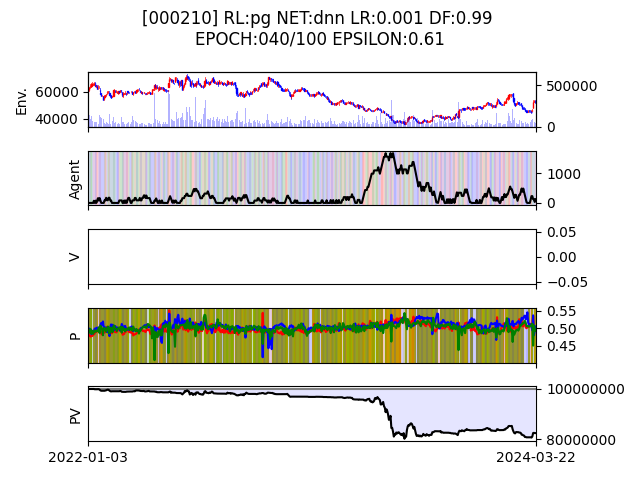 [000210] RL:pg NET:dnn LR:0.001 DF:0.99
EPOCH:040/100 EPSILON:0.61
Env.
60000
40000
500000
0
Agent
1000
0
V
0.05
0.00
−0.05
P
0.55
0.50
0.45
PV
100000000
80000000
2022-01-03
2024-03-22